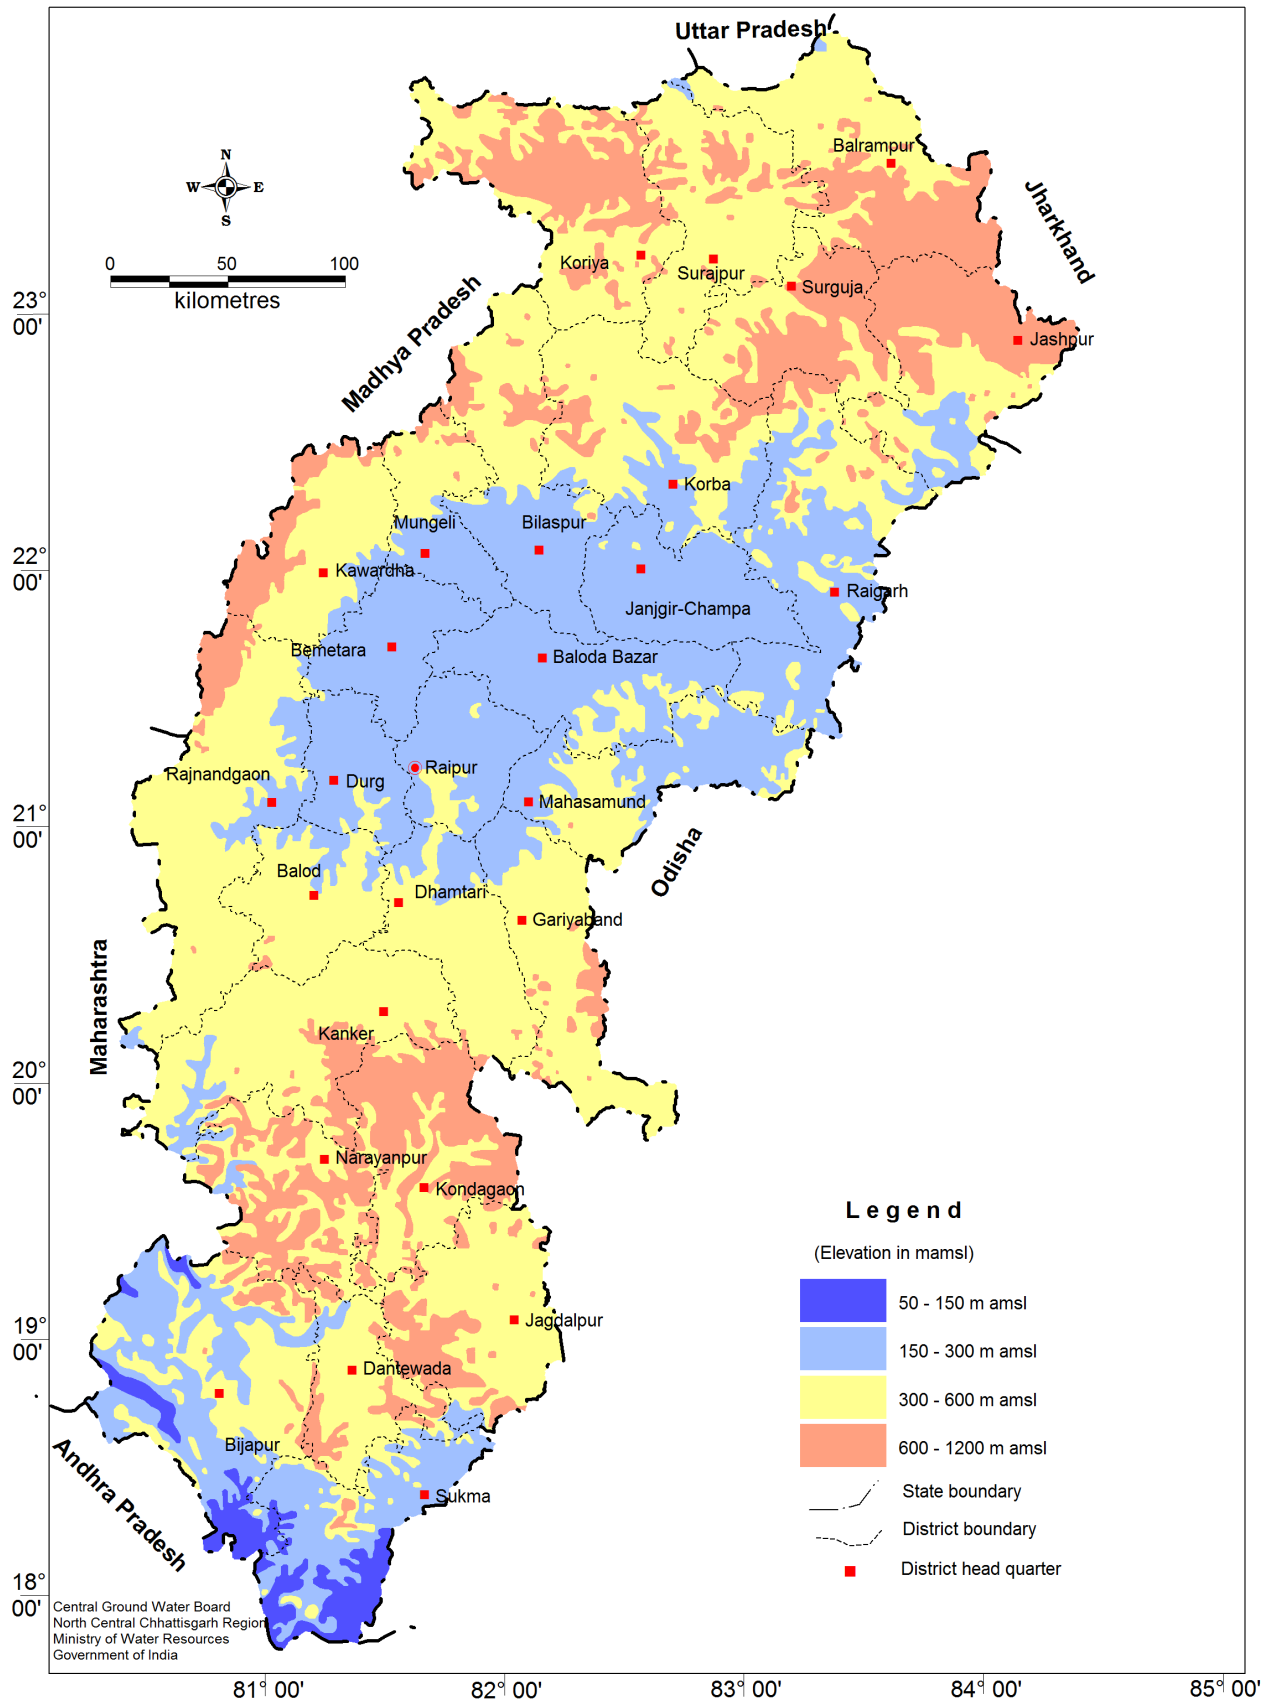 Uttar Pradesh
Balrampur
N
W E
S
Jharkhand
0 50 100
kilometres
Koriya
Surajpur
Surguja
Madhya Pradesh
23°
00'
Jashpur
Korba
Mungeli
Bilaspur
22°
00'
Kawardha
Raigarh
Janjgir-Champa
Bemetara
Baloda Bazar
Rajnandgaon
Durg
Raipur
Mahasamund
21°
00'
Odisha
Balod
Dhamtari
Gariyaband
Maharashtra
Kanker
20°
00'
Narayanpur
Kondagaon
Legend
(Elevation in mamsl)
50 - 150 m amsl
150 - 300 m amsl
300 - 600 m amsl
600 - 1200 m amsl
State boundary
District boundary
District head quarter
19°
00'
Jagdalpur
Dantewada
Bijapur
Andhra Pradesh
Sukma
18°
00'
Central Ground Water Board
North Central Chhattisgarh Region
Ministry of Water Resources
Government of India
81° 00' 82° 00' 83° 00' 84° 00' 85° 00'